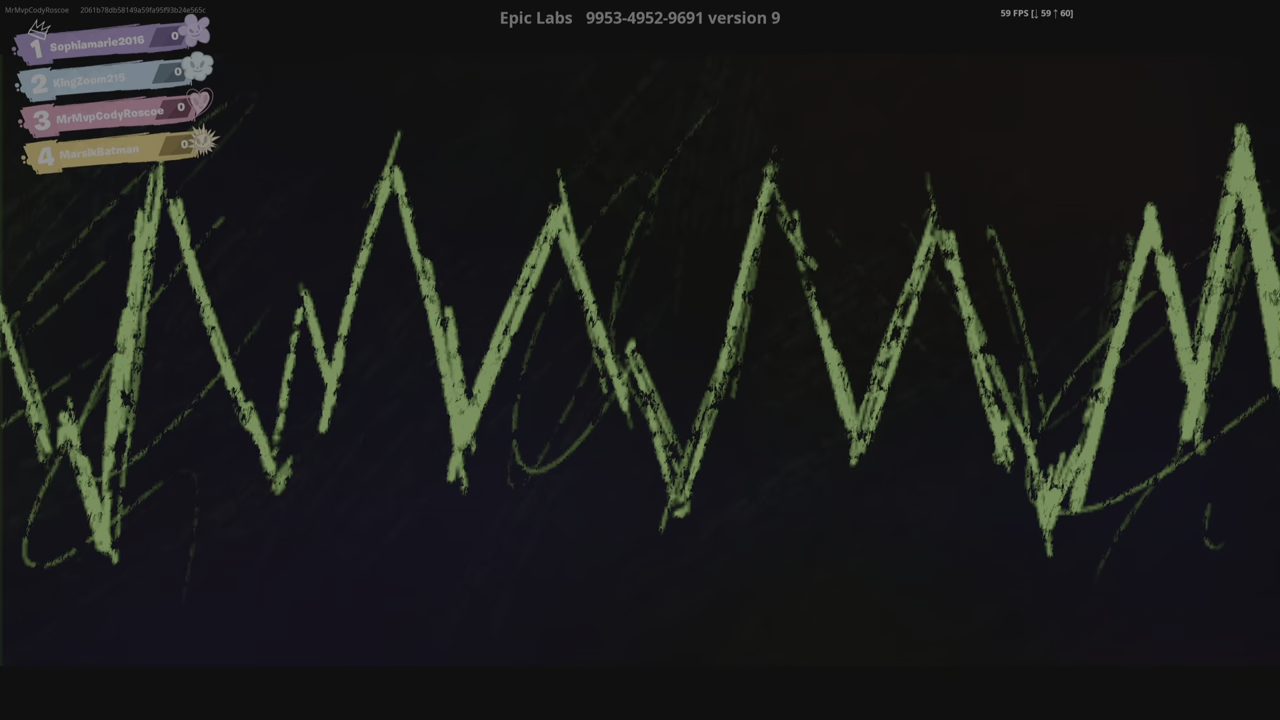 MrMvpCodyRoscoe 2061b78db58149a59fa95f93b24e565c
Epic Labs 9953-4952-9691 version 9
59 FPS [↓ 59 ↑ 60]
1 Sophiamarie2016 0
2 KingZoom215 0
3 MrMvpCodyRoscoe 0
4 MarsikBatman 0